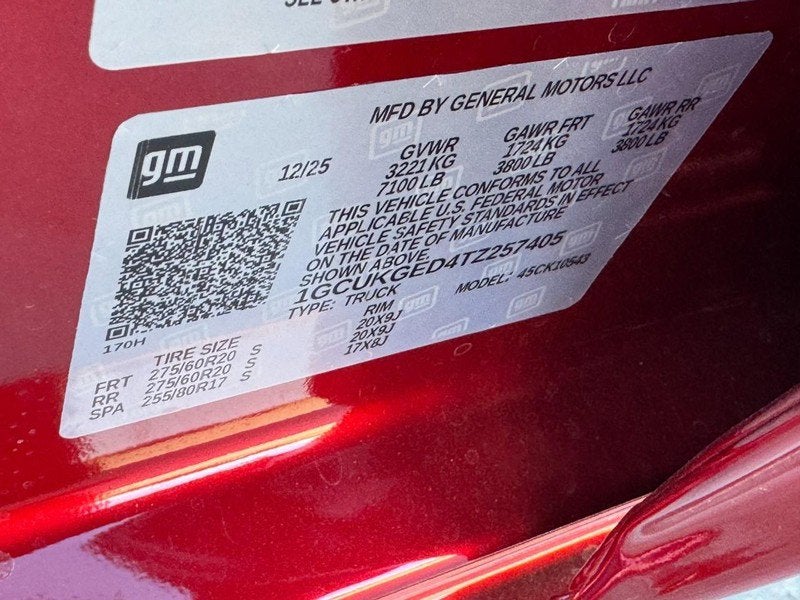 SEE O
MFD BY GENERAL MOTORS LLC
gm
12/25
GVWR GAWR FRT GAWR RR
3221 KG 1724 KG 1724 KG
7100 LB 3800 LB 3800 LB
THIS VEHICLE CONFORMS TO ALL
APPLICABLE U.S. FEDERAL MOTOR
VEHICLE SAFETY STANDARDS IN EFFECT
ON THE DATE OF MANUFACTURE
SHOWN ABOVE.
1GCUKGED4TZ257405
TYPE: TRUCK MODEL: 45CK10543
170H
TIRE SIZE RIM
FRT 275/60R20 S 20X9J
RR 275/60R20 S 20X9J
SPA 255/80R17 S 17X8J